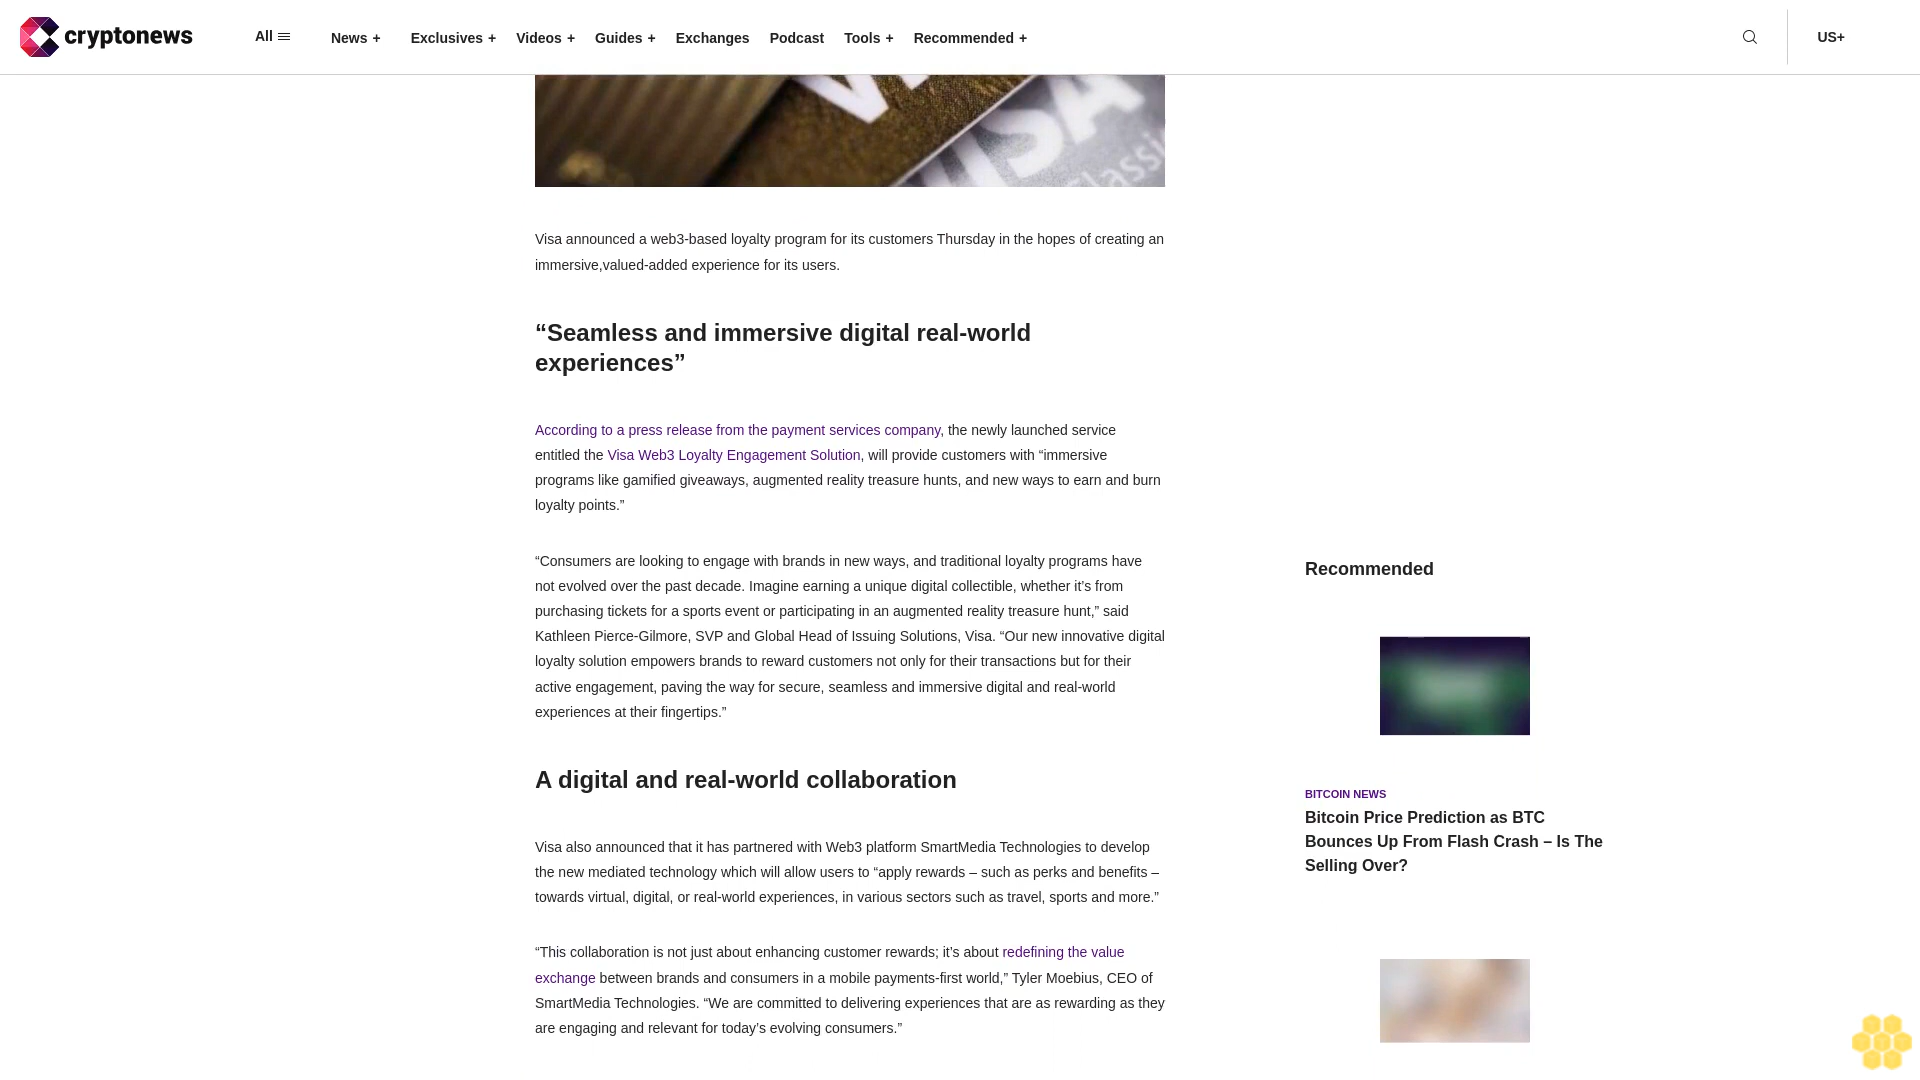 cryptonews
All
News +
Exclusives +
Videos +
Guides +
Exchanges
Podcast
Tools +
Recommended +
US+
VISA
Classic
Visa announced a web3-based loyalty program for its customers Thursday in the hopes of creating an
immersive,valued-added experience for its users.
“Seamless and immersive digital real-world
experiences”
According to a press release from the payment services company, the newly launched service
entitled the Visa Web3 Loyalty Engagement Solution, will provide customers with “immersive
programs like gamified giveaways, augmented reality treasure hunts, and new ways to earn and burn
loyalty points.”
“Consumers are looking to engage with brands in new ways, and traditional loyalty programs have
not evolved over the past decade. Imagine earning a unique digital collectible, whether it’s from
purchasing tickets for a sports event or participating in an augmented reality treasure hunt,” said
Kathleen Pierce-Gilmore, SVP and Global Head of Issuing Solutions, Visa. “Our new innovative digital
loyalty solution empowers brands to reward customers not only for their transactions but for their
active engagement, paving the way for secure, seamless and immersive digital and real-world
experiences at their fingertips.”
A digital and real-world collaboration
Visa also announced that it has partnered with Web3 platform SmartMedia Technologies to develop
the new mediated technology which will allow users to “apply rewards – such as perks and benefits –
towards virtual, digital, or real-world experiences, in various sectors such as travel, sports and more.”
“This collaboration is not just about enhancing customer rewards; it’s about redefining the value
exchange between brands and consumers in a mobile payments-first world,” Tyler Moebius, CEO of
SmartMedia Technologies. “We are committed to delivering experiences that are as rewarding as they
are engaging and relevant for today’s evolving consumers.”
Recommended
BITCOIN NEWS
Bitcoin Price Prediction as BTC
Bounces Up From Flash Crash – Is The
Selling Over?